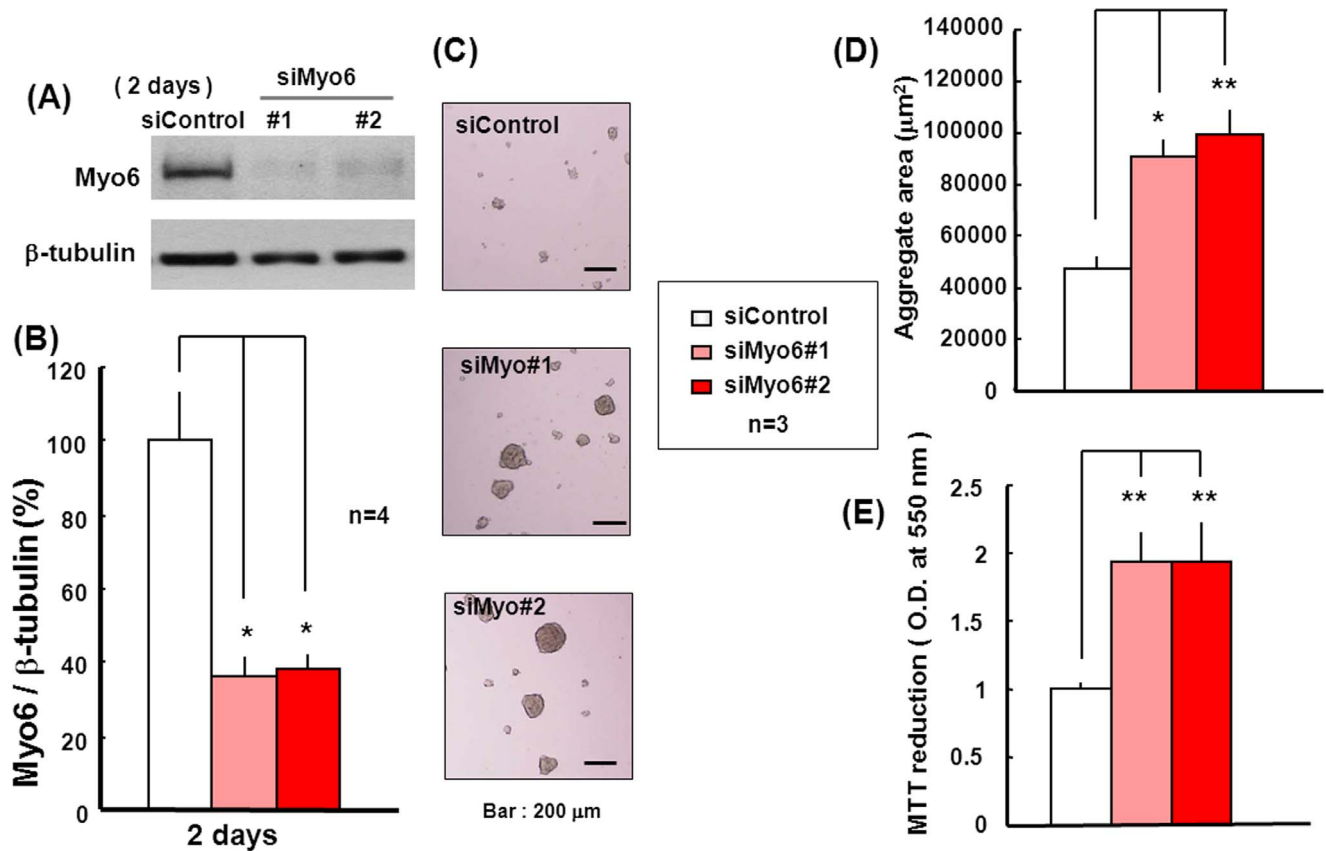 (A)
( 2 days )
siMyo6
siControl #1 #2
Myo6
β-tubulin
(B)
120
100
80
60
40
20
0
Myo6 / β-tubulin (%)
n=4
* *
2 days
(C)
siControl
siMyo#1
siMyo#2
Bar : 200 μm
siControl
siMyo6#1
siMyo6#2
n=3
(D)
140000
120000
100000
80000
60000
40000
20000
0
Aggregate area (μm²)
* **
(E)
2.5
2
1.5
1
0.5
0
MTT reduction ( O.D. at 550 nm )
** **